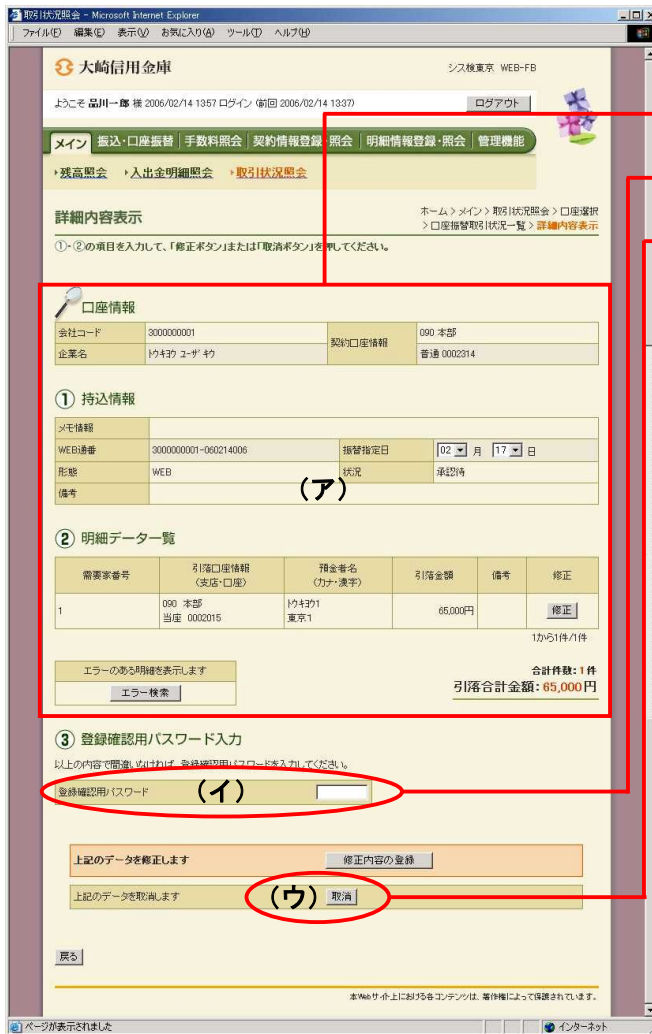 取引状況照会 - Microsoft Internet Explorer
ファイル(F) 編集(E) 表示(V) お気に入り(A) ツール(T) ヘルプ(H)
大崎信用金庫
シス検東京 WEB-FB
ようこそ 品川一郎 様 2006/02/14 1357 ログイン (前回 2006/02/14 1337)
ログアウト
メイン 振込・口座振替 手数料照会 契約情報登録・照会 明細情報登録・照会 管理機能
残高照会 入出金明細照会 取引状況照会
詳細内容表示
ホーム > メイン > 取引状況照会 > 口座選択
> 口座振替取引状況一覧 > 詳細内容表示
①-②の項目を入力して、「修正ボタン」または「取消ボタン」を押してください。
口座情報
会社コード 3000000001 契約口座情報 090 本部
企業名 トウキヨウ ユーザ キウ 普通 0002314
① 持込情報
メモ情報
WEB通番 3000000001-060214006 振替指定日 02 月 17 日
形態 WEB 状況 承認待
備考
(ア)
② 明細データ一覧
需要家番号 引落口座情報 (支店・口座) 預金者名 (カナ・漢字) 引落金額 備考 修正
1 090 本部 トウキヨウ1 65,000円 修正
当座 0002015 東京1
1から1件/1件
エラーのある明細を表示します
エラー検索
合計件数: 1件
引落合計金額: 65,000円
③ 登録確認用パスワード入力
以上の内容で間違いなければ、登録確認用パスワードを入力してください。
登録確認用パスワード (イ)
上記のデータを修正します 修正内容の登録
上記のデータを取消します (ウ) 取消
戻る
本Webサイト上における各コンテンツは、著作権によって保護されています。
ページが表示されました インターネット